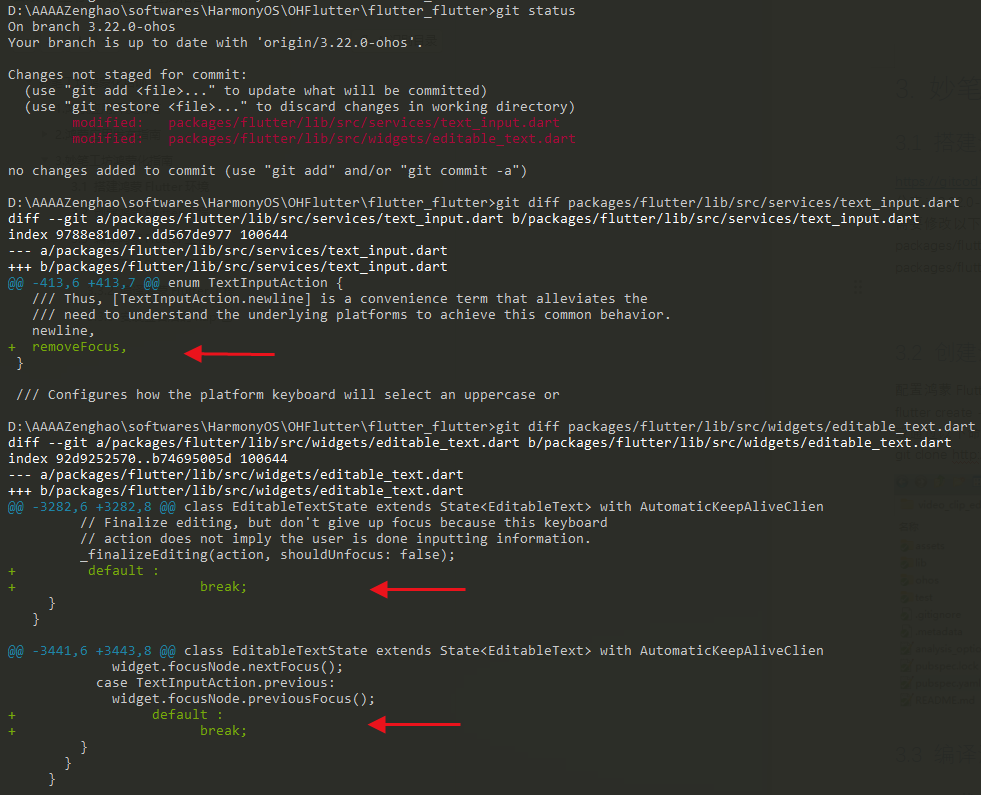 D:\AAAAZenghao\softwares\HarmonyOS\OHFlutter\flutter_flutter>git status
On branch 3.22.0-ohos
Your branch is up to date with 'origin/3.22.0-ohos'.
Changes not staged for commit:
(use "git add <file>..." to update what will be committed)
(use "git restore <file>..." to discard changes in working directory)
modified: packages/flutter/lib/src/services/text_input.dart
modified: packages/flutter/lib/src/widgets/editable_text.dart
no changes added to commit (use "git add" and/or "git commit -a")
D:\AAAAZenghao\softwares\HarmonyOS\OHFlutter\flutter_flutter>git diff packages/flutter/lib/src/services/text_input.dart
diff --git a/packages/flutter/lib/src/services/text_input.dart b/packages/flutter/lib/src/services/text_input.dart
index 9788e81d07..dd567de977 100644
--- a/packages/flutter/lib/src/services/text_input.dart
+++ b/packages/flutter/lib/src/services/text_input.dart
@@ -413,6 +413,7 @@ enum TextInputAction {
/// Thus, [TextInputAction.newline] is a convenience term that alleviates the
/// need to understand the underlying platforms to achieve this common behavior.
newline,
+ removeFocus,
}
/// Configures how the platform keyboard will select an uppercase or
D:\AAAAZenghao\softwares\HarmonyOS\OHFlutter\flutter_flutter>git diff packages/flutter/lib/src/widgets/editable_text.dart
diff --git a/packages/flutter/lib/src/widgets/editable_text.dart b/packages/flutter/lib/src/widgets/editable_text.dart
index 92d9252570..b74695005d 100644
--- a/packages/flutter/lib/src/widgets/editable_text.dart
+++ b/packages/flutter/lib/src/widgets/editable_text.dart
@@ -3282,6 +3282,8 @@ class EditableTextState extends State<EditableText> with AutomaticKeepAliveClien
// Finalize editing, but don't give up focus because this keyboard
// action does not imply the user is done inputting information.
_finalizeEditing(action, shouldUnfocus: false);
+ default :
+ break;
}
}
@@ -3441,6 +3443,8 @@ class EditableTextState extends State<EditableText> with AutomaticKeepAliveClien
widget.focusNode.nextFocus();
case TextInputAction.previous:
widget.focusNode.previousFocus();
+ default :
+ break;
}
}
}